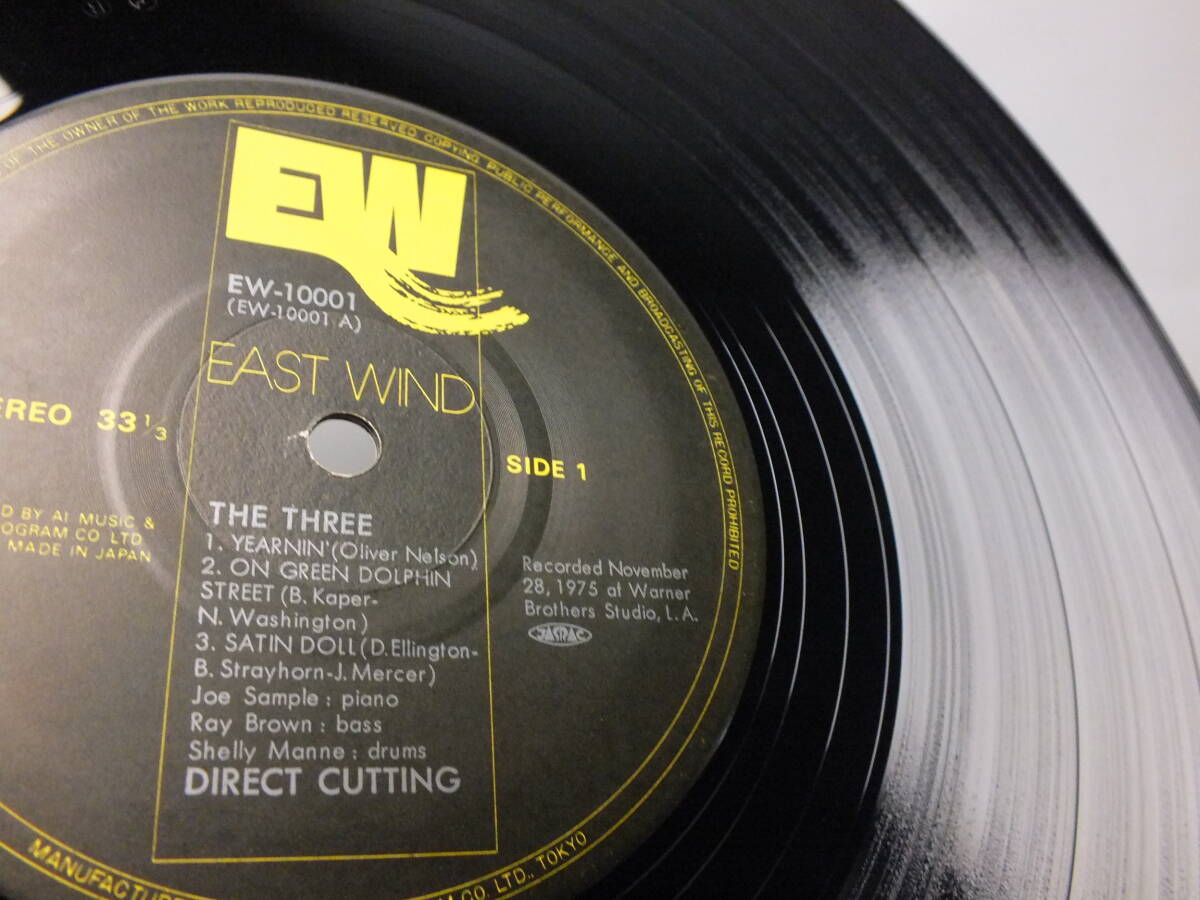 OF THE OWNER OF THE WORK REPRODUCED RESERVED. COPYING, PUBLIC PERFORMANCE AND BROADCASTING OF THIS RECORD PROHIBITED
EW
EW-10001
(EW-10001 A)
EAST WIND
EREO 33 1/3
SIDE 1
D BY AI MUSIC &
OGRAM CO LTD
MADE IN JAPAN
THE THREE
1. YEARNIN' (Oliver Nelson)
2. ON GREEN DOLPHIN
STREET (B. Kaper-
N. Washington)
3. SATIN DOLL (D. Ellington-
B. Strayhorn-J. Mercer)
Joe Sample : piano
Ray Brown : bass
Shelly Manne : drums
DIRECT CUTTING
Recorded November
28, 1975 at Warner
Brothers Studio, L.A.
JASRAC
MANUFACTURE
CO. LTD., TOKYO